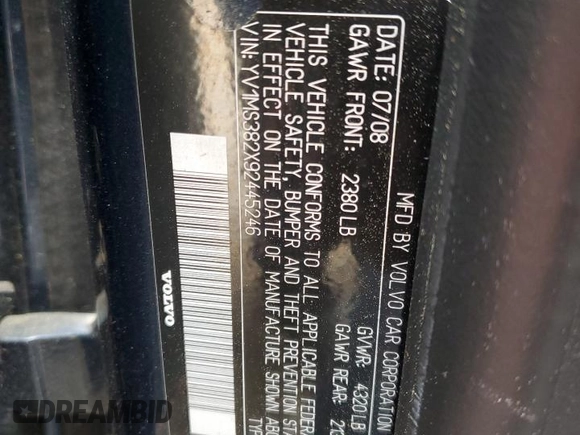 MFD BY VOLVO CAR CORPORATION
DATE: 07/08 GVWR: 4320 LB
GAWR FRONT: 2380 LB GAWR REAR:
THIS VEHICLE CONFORMS TO ALL APPLICABLE
VEHICLE SAFETY, BUMPER AND THEFT PREVENTION
IN EFFECT ON THE DATE OF MANUFACTURE SHOWN
VIN: YV1MS382X92445246
VOLVO
DREAMBID
dreambid.com